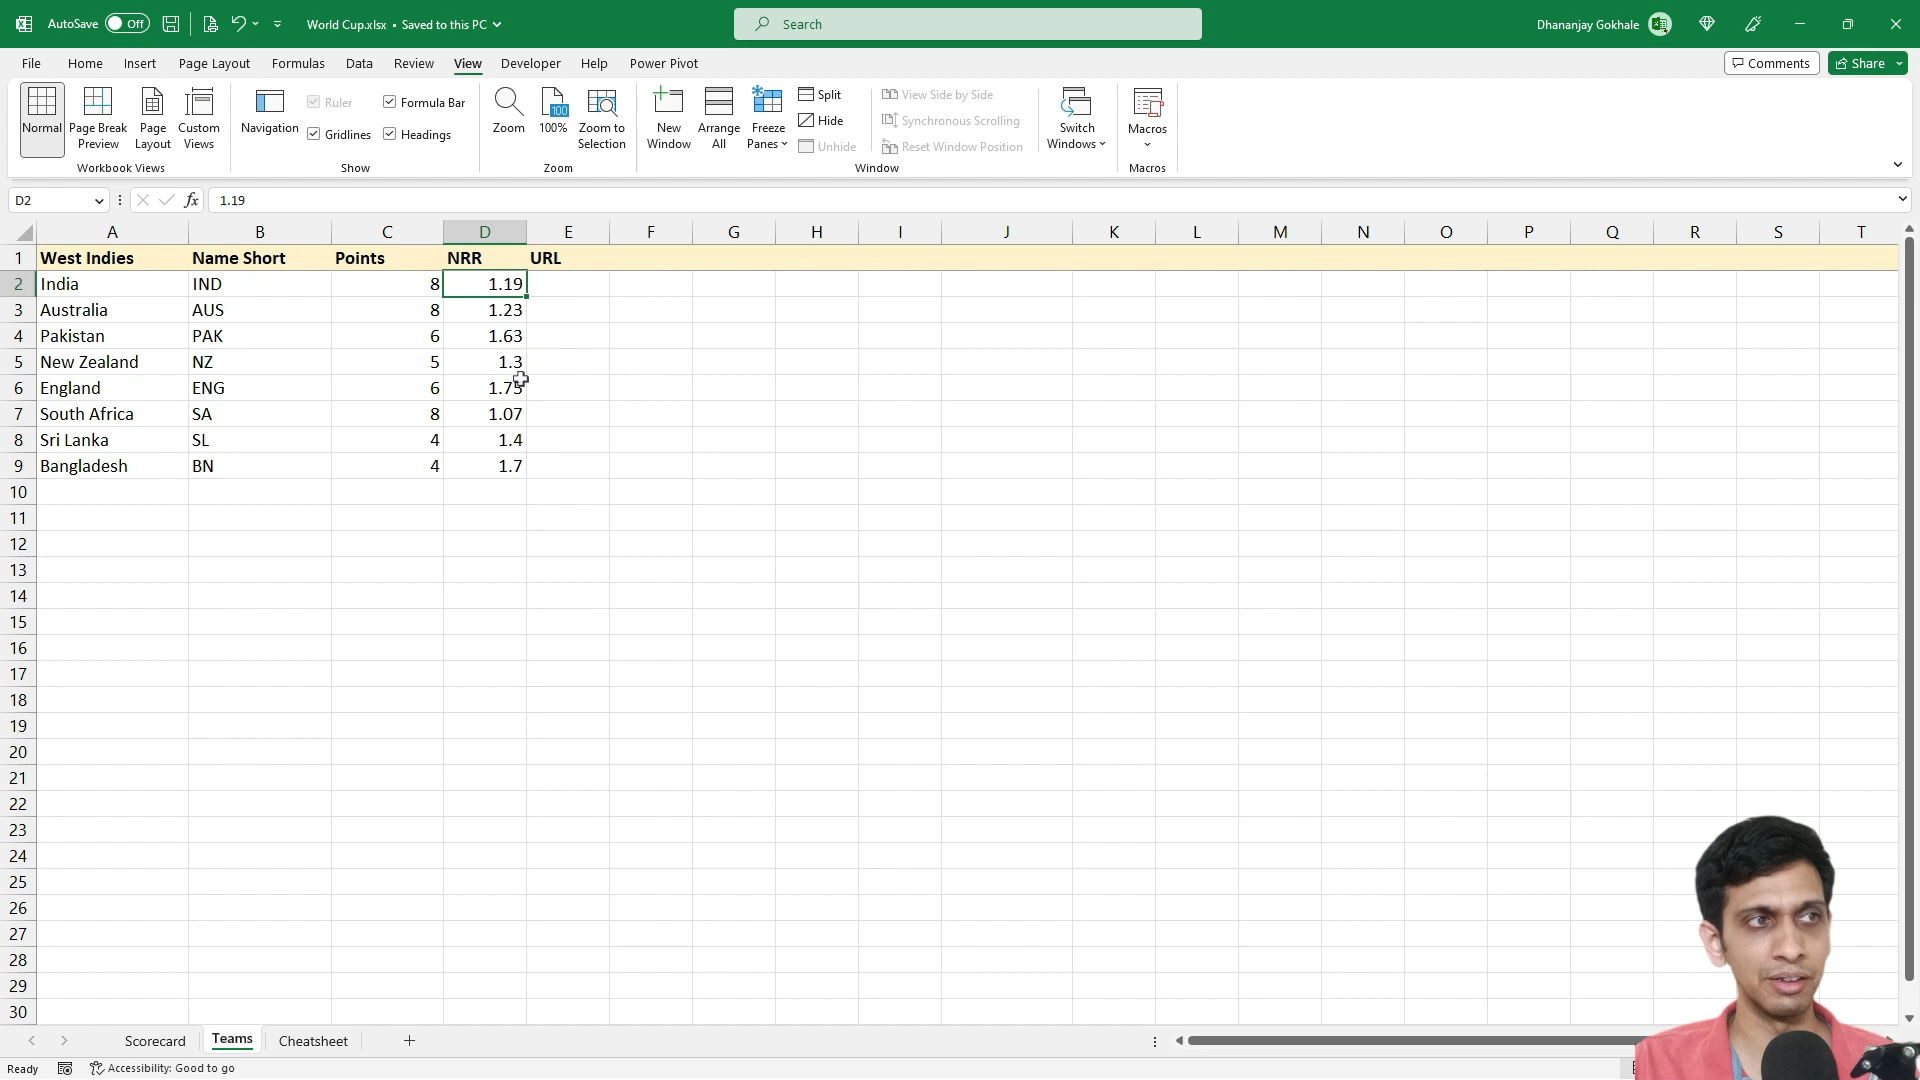 AutoSave Off World Cup.xlsx • Saved to this PC Search Dhananjay Gokhale
File Home Insert Page Layout Formulas Data Review View Developer Help Power Pivot Comments Share
Normal Page Break Preview Page Layout Custom Views Navigation Ruler Formula Bar Gridlines Headings Zoom 100% Zoom to Selection New Window Arrange All Freeze Panes Split Hide Unhide View Side by Side Synchronous Scrolling Reset Window Position Switch Windows Macros
Workbook Views Show Zoom Window Macros
D2 fx 1.19
A B C D E F G H I J K L M N O P Q R S T
1 West Indies Name Short Points NRR URL
2 India IND 8 1.19
3 Australia AUS 8 1.23
4 Pakistan PAK 6 1.63
5 New Zealand NZ 5 1.3
6 England ENG 6 1.75
7 South Africa SA 8 1.07
8 Sri Lanka SL 4 1.4
9 Bangladesh BN 4 1.7
10
11
12
13
14
15
16
17
18
19
20
21
22
23
24
25
26
27
28
29
30
Scorecard Teams Cheatsheet
Ready Accessibility: Good to go